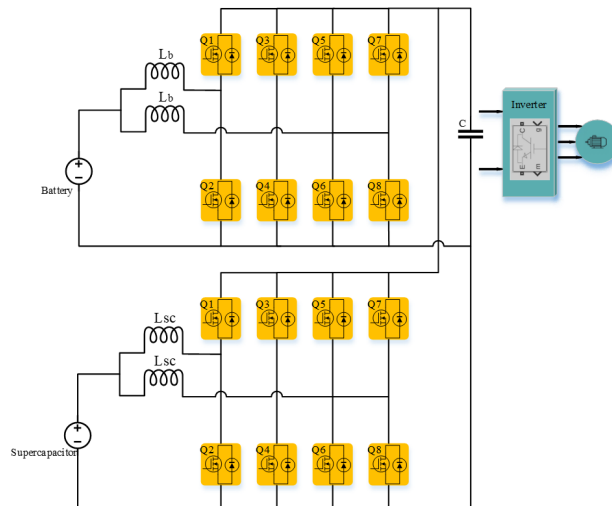 Q1 Q3 Q5 Q7
Lb
Lb
C
Inverter
C g
E m
Battery
Q2 Q4 Q6 Q8
Q1 Q3 Q5 Q7
Lsc
Lsc
Supercapacitor
Q2 Q4 Q6 Q8